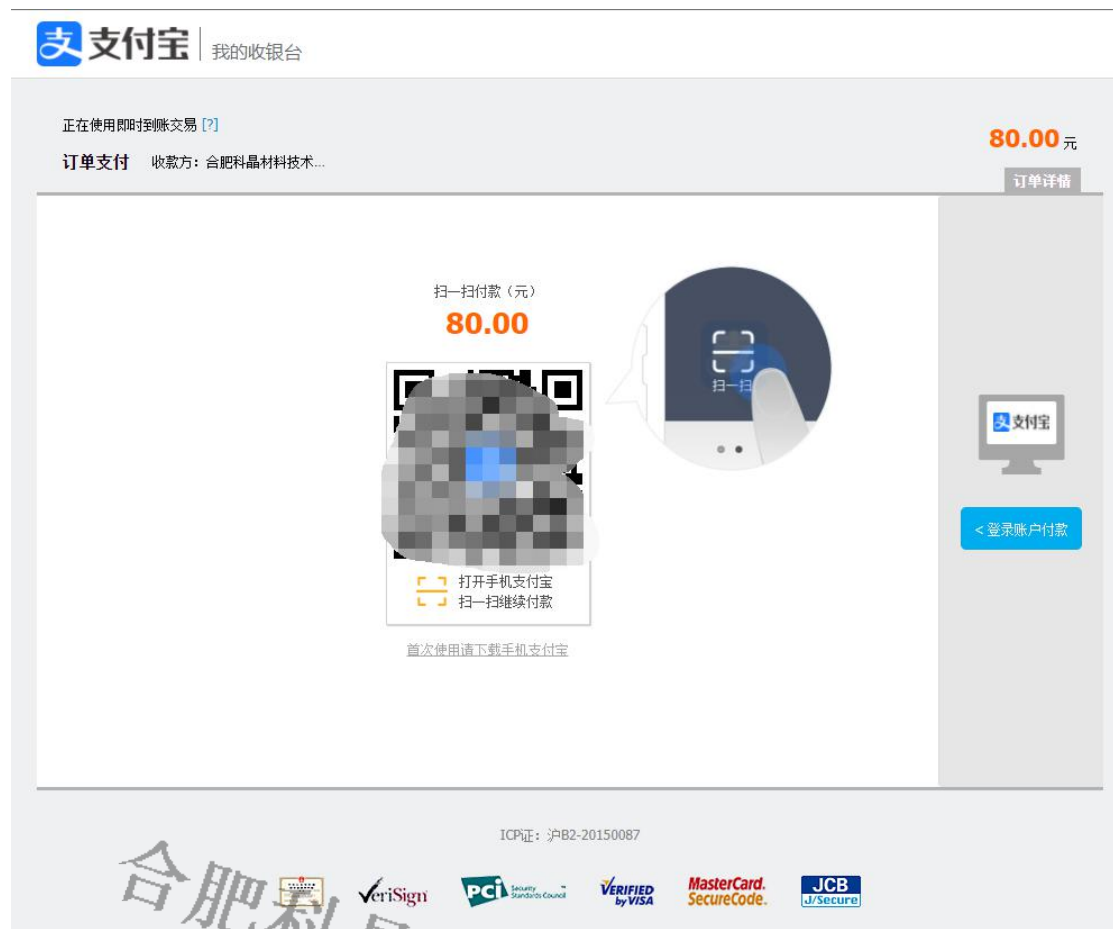 支 支付宝 我的收银台
正在使用即时到账交易 [?]
80.00 元
订单支付 收款方：合肥科晶材料技术...
订单详情
扫一扫付款（元）
80.00
扫一扫
支 支付宝
<登录账户付款
打开手机支付宝
扫一扫继续付款
首次使用请下载手机支付宝
ICP证：沪B2-20150087
VeriSign
PCI Security Standards Council
VERIFIED by VISA
MasterCard. SecureCode.
JCB J/Secure
合肥科晶